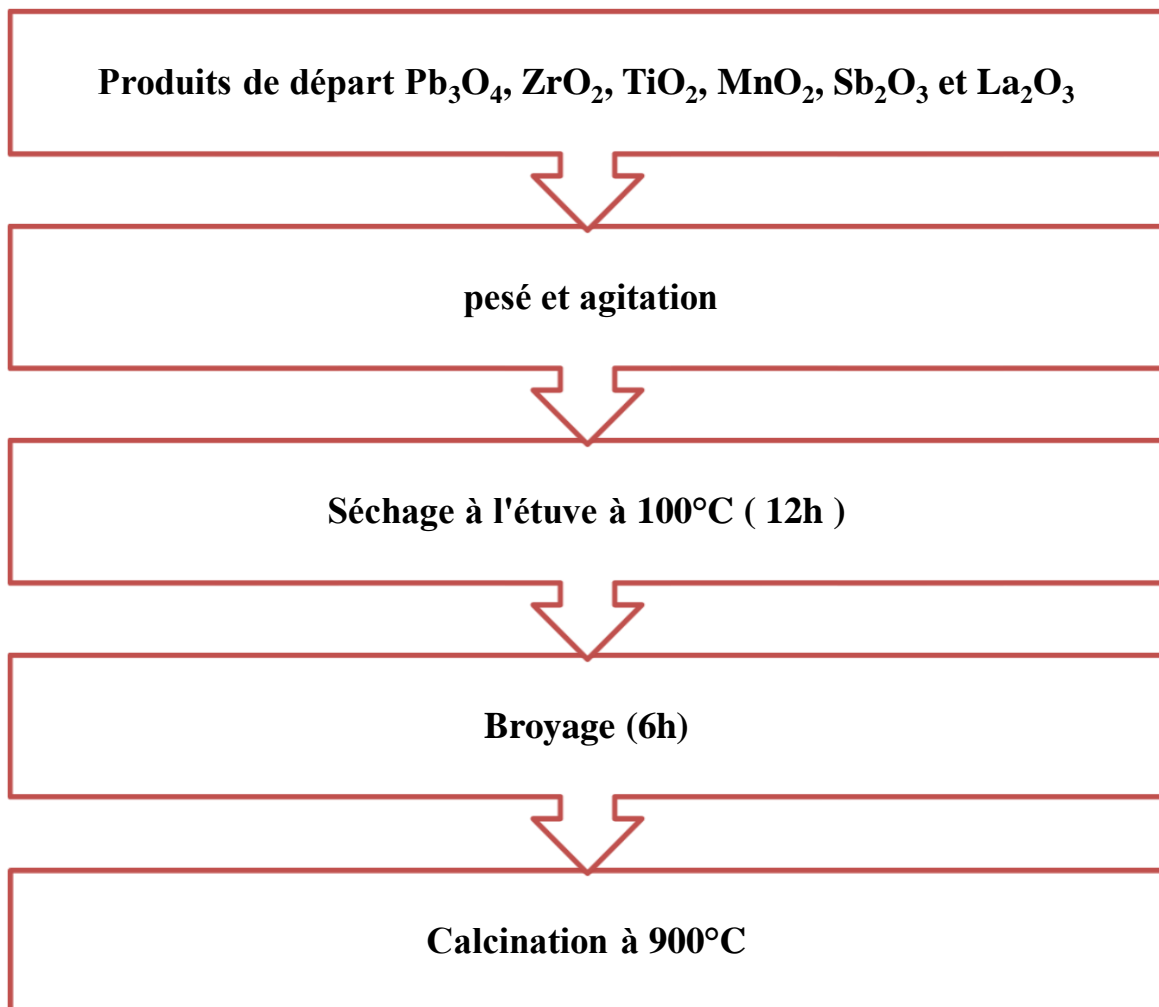 Produits de départ Pb₃O₄, ZrO₂, TiO₂, MnO₂, Sb₂O₃ et La₂O₃
pesé et agitation
Séchage à l'étuve à 100°C ( 12h )
Broyage (6h)
Calcination à 900°C